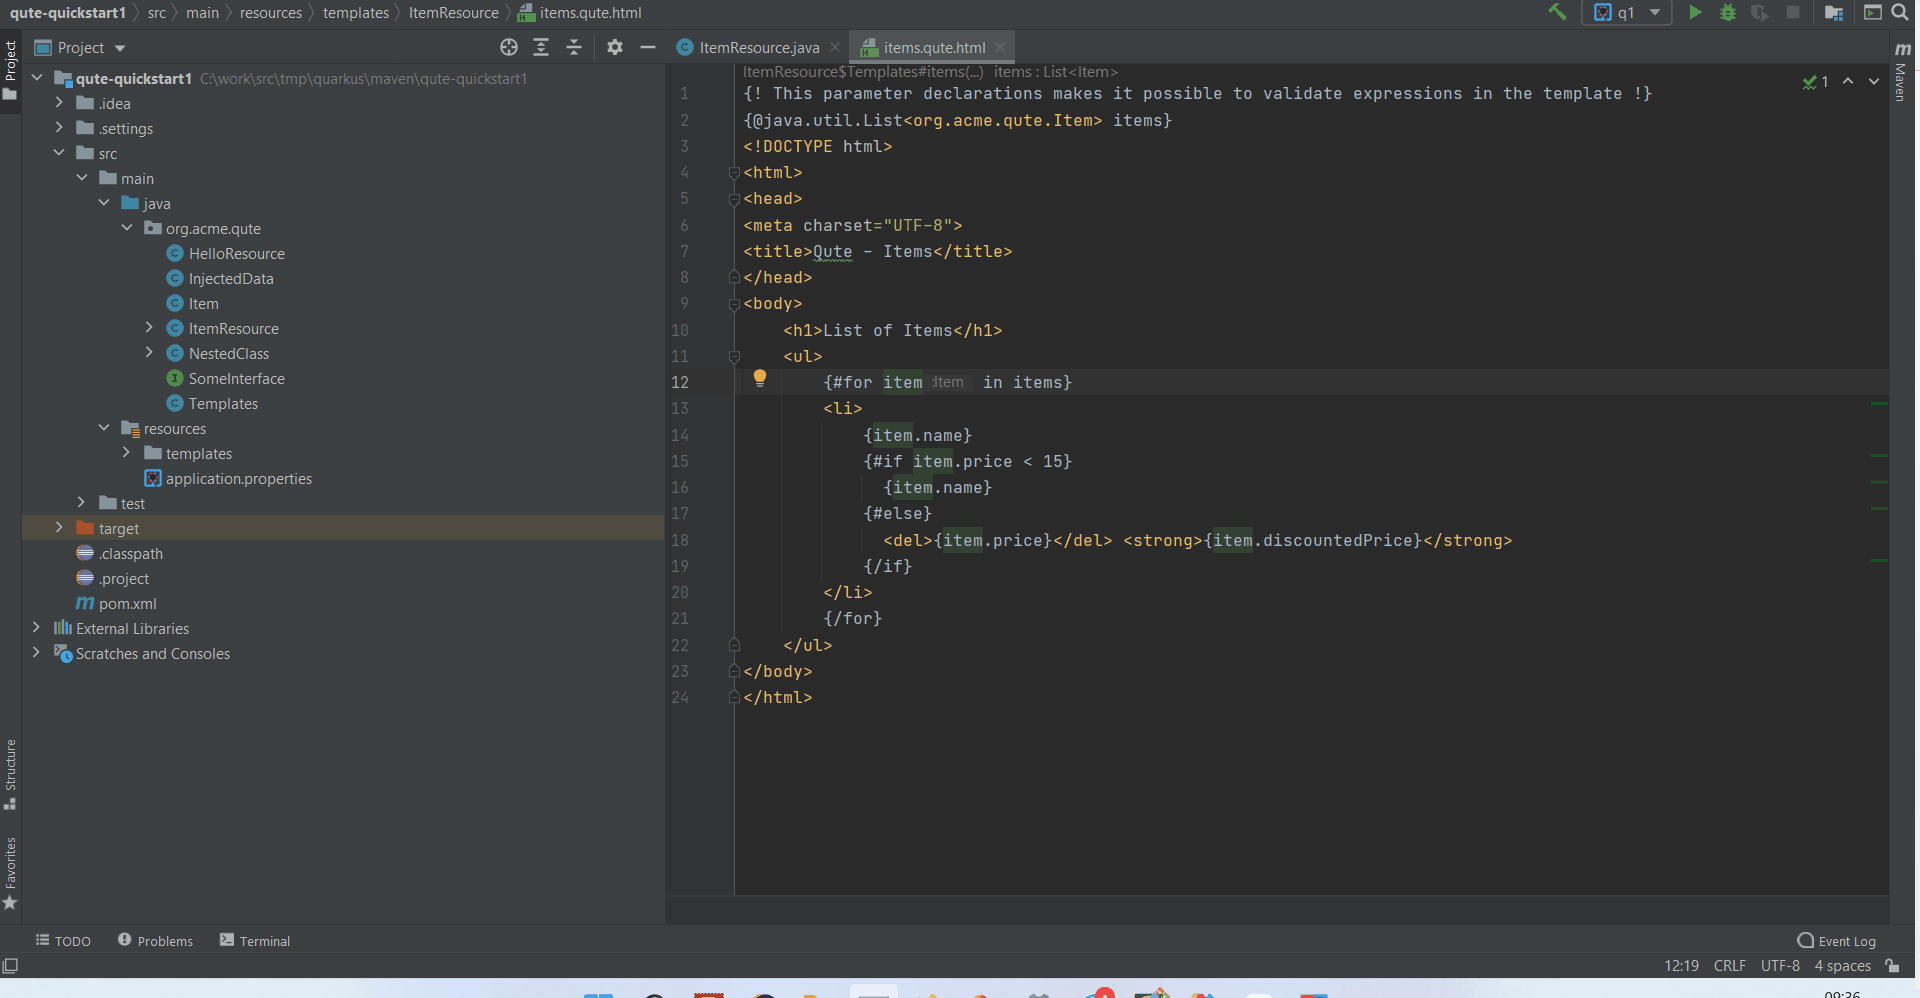 qute-quickstart1 src main resources templates ItemResource items.qute.html q1
Project
Project ItemResource.java items.qute.html
Maven
qute-quickstart1 C:\work\src\tmp\quarkus\maven\qute-quickstart1
.idea
.settings
src
main
java
org.acme.qute
HelloResource
InjectedData
Item
ItemResource
NestedClass
SomeInterface
Templates
resources
templates
application.properties
test
target
.classpath
.project
pom.xml
External Libraries
Scratches and Consoles
ItemResource$Templates#items(...) items : List<Item>
1
1 {! This parameter declarations makes it possible to validate expressions in the template !}
2 {@java.util.List<org.acme.qute.Item> items}
3 <!DOCTYPE html>
4 <html>
5 <head>
6 <meta charset="UTF-8">
7 <title>Qute - Items</title>
8 </head>
9 <body>
10 <h1>List of Items</h1>
11 <ul>
12 {#for item :Item in items}
13 <li>
14 {item.name}
15 {#if item.price < 15}
16 {item.name}
17 {#else}
18 <del>{item.price}</del> <strong>{item.discountedPrice}</strong>
19 {/if}
20 </li>
21 {/for}
22 </ul>
23 </body>
24 </html>
Structure
Favorites
TODO Problems Terminal Event Log
12:19 CRLF UTF-8 4 spaces
09:36